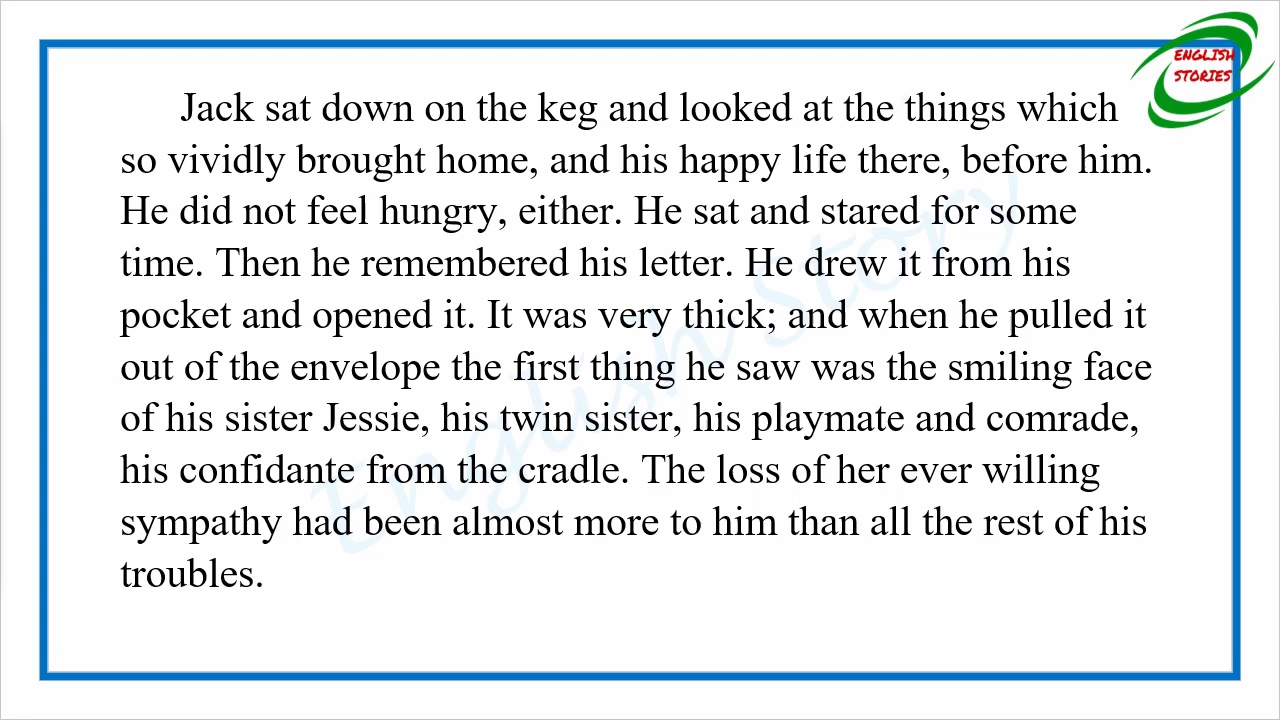 ENGLISH
STORIES
Jack sat down on the keg and looked at the things which
so vividly brought home, and his happy life there, before him.
He did not feel hungry, either. He sat and stared for some
time. Then he remembered his letter. He drew it from his
pocket and opened it. It was very thick; and when he pulled it
out of the envelope the first thing he saw was the smiling face
of his sister Jessie, his twin sister, his playmate and comrade,
his confidante from the cradle. The loss of her ever willing
sympathy had been almost more to him than all the rest of his
troubles.
English Story